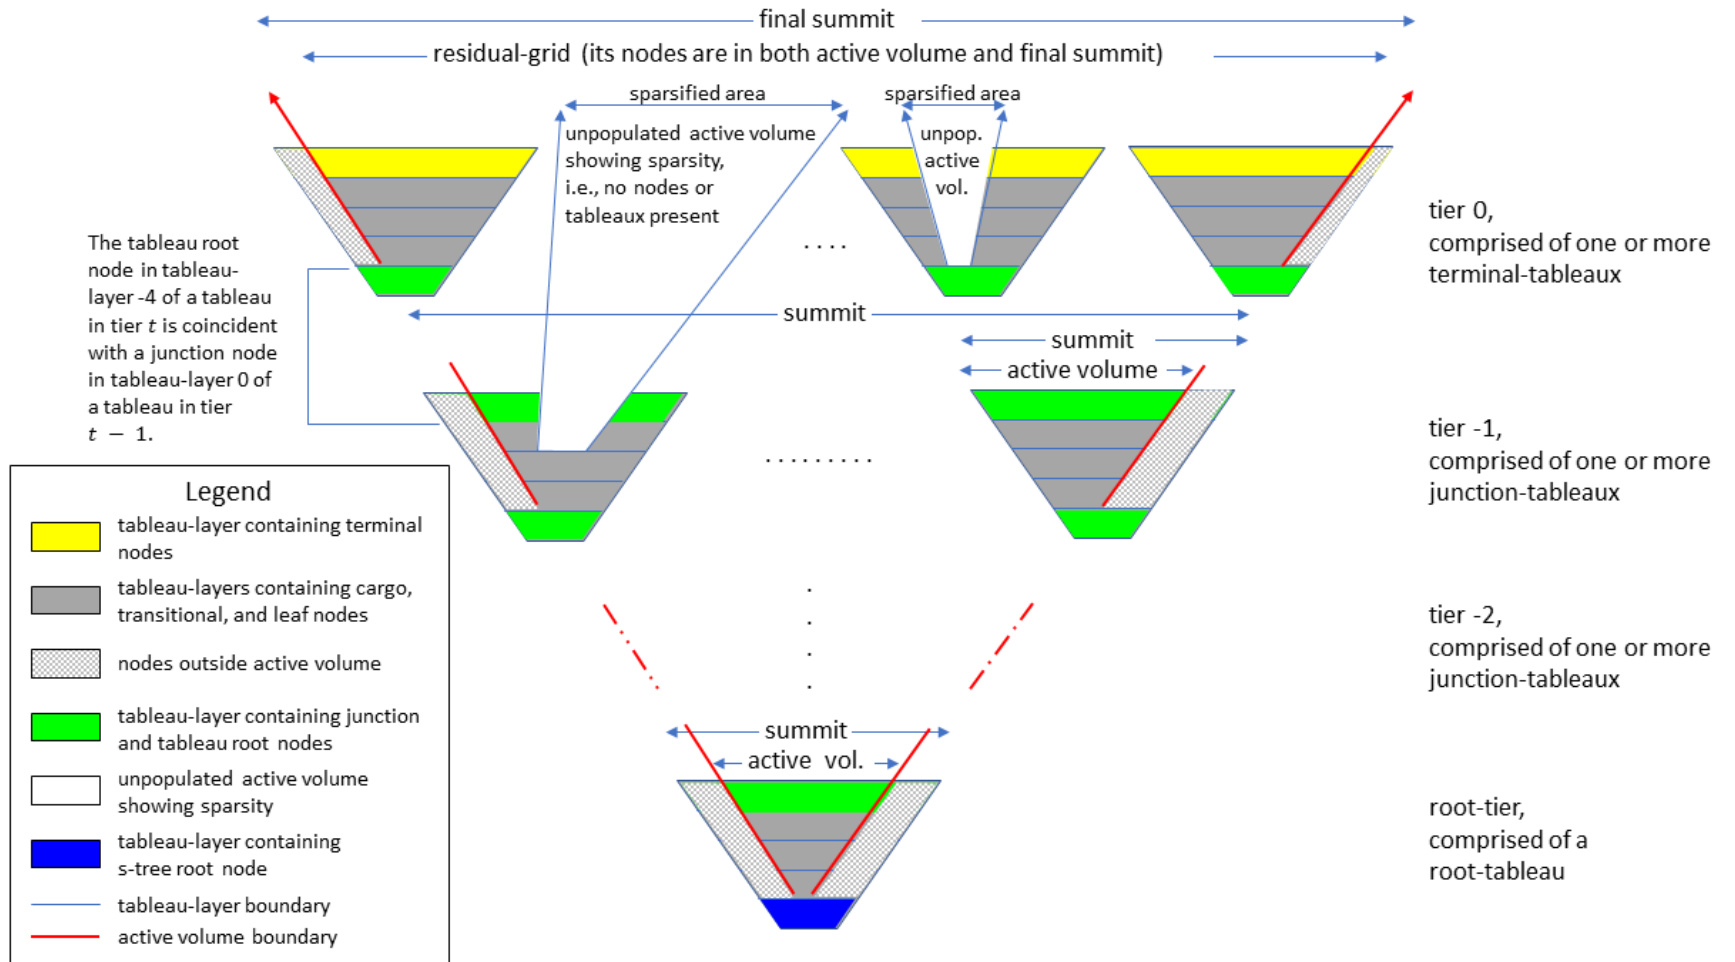 final summit
residual-grid (its nodes are in both active volume and final summit)
sparsified area
sparsified area
unpopulated active volume
showing sparsity,
i.e., no nodes or
tableaux present
unpop.
active
vol.
. . . .
tier 0,
comprised of one or more
terminal-tableaux
The tableau root
node in tableau-
layer -4 of a tableau
in tier t is coincident
with a junction node
in tableau-layer 0 of
a tableau in tier
t − 1.
summit
summit
active volume
. . . . . . . . .
tier -1,
comprised of one or more
junction-tableaux
Legend
tableau-layer containing terminal
nodes
tableau-layers containing cargo,
transitional, and leaf nodes
nodes outside active volume
tableau-layer containing junction
and tableau root nodes
unpopulated active volume
showing sparsity
tableau-layer containing
s-tree root node
tableau-layer boundary
active volume boundary
tier -2,
comprised of one or more
junction-tableaux
summit
active vol.
root-tier,
comprised of a
root-tableau